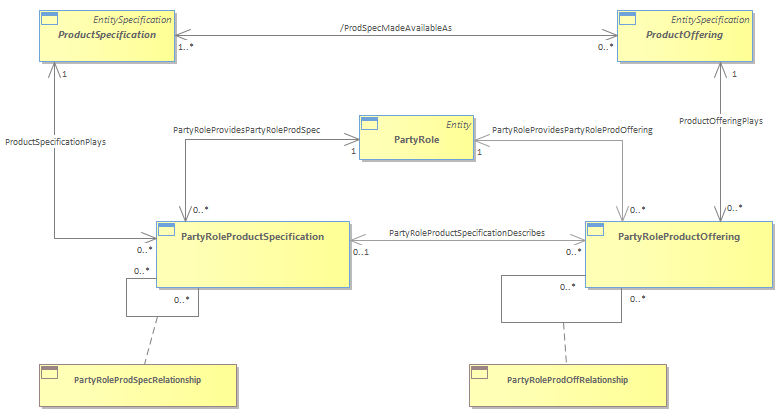 EntitySpecification
ProductSpecification
/ProdSpecMadeAvailableAs
EntitySpecification
ProductOffering
1..*
0..*
1
1
ProductSpecificationPlays
PartyRoleProvidesPartyRoleProdSpec
Entity
PartyRole
PartyRoleProvidesPartyRoleProdOffering
ProductOfferingPlays
1
1
0..*
0..*
0..*
PartyRoleProductSpecification
PartyRoleProductSpecificationDescribes
PartyRoleProductOffering
0..*
0..1
0..*
0..*
0..*
0..*
0..*
PartyRoleProdSpecRelationship
PartyRoleProdOffRelationship